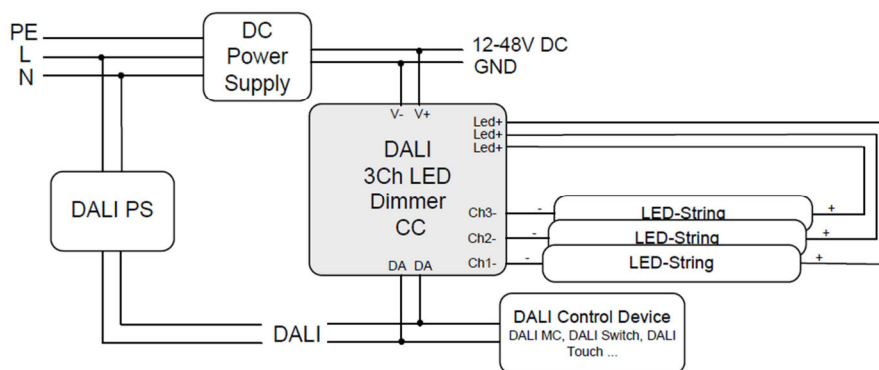 PE
L
N
DC
Power
Supply
12-48V DC
GND
V- V+
Led+
Led+
Led+
DALI
3Ch LED
Dimmer
CC
DALI PS
Ch3- - LED-String +
Ch2- - LED-String +
Ch1- - LED-String +
DA DA
DALI
DALI Control Device
DALI MC, DALI Switch, DALI
Touch ...